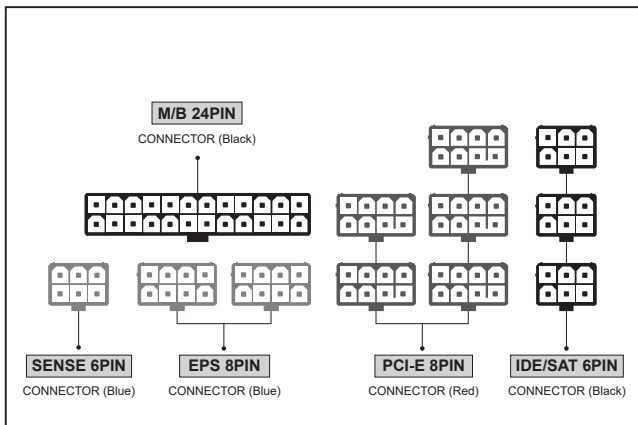 M/B 24PIN
CONNECTOR (Black)
SENSE 6PIN
CONNECTOR (Blue)
EPS 8PIN
CONNECTOR (Blue)
PCI-E 8PIN
CONNECTOR (Red)
IDE/SAT 6PIN
CONNECTOR (Black)